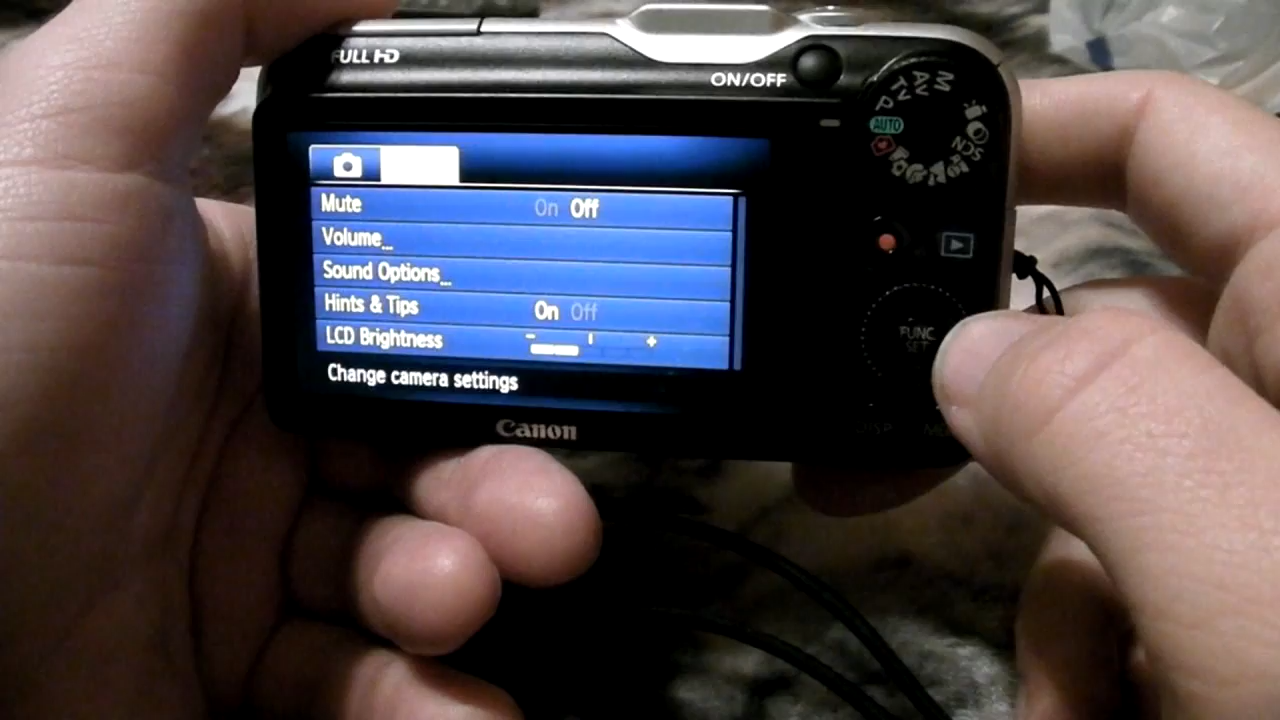 FULL HD
ON/OFF
M
AV
TV
P
AUTO
SCN
Mute On Off
Volume...
Sound Options...
Hints & Tips On Off
LCD Brightness - +
Change camera settings
FUNC
SET
DISP
Canon